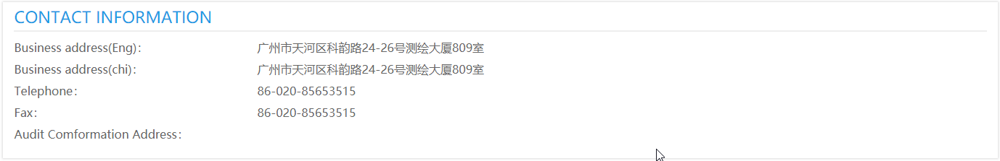 CONTACT INFORMATION
Business address(Eng): 广州市天河区科韵路24-26号测绘大厦809室
Business address(chi): 广州市天河区科韵路24-26号测绘大厦809室
Telephone: 86-020-85653515
Fax: 86-020-85653515
Audit Comformation Address: